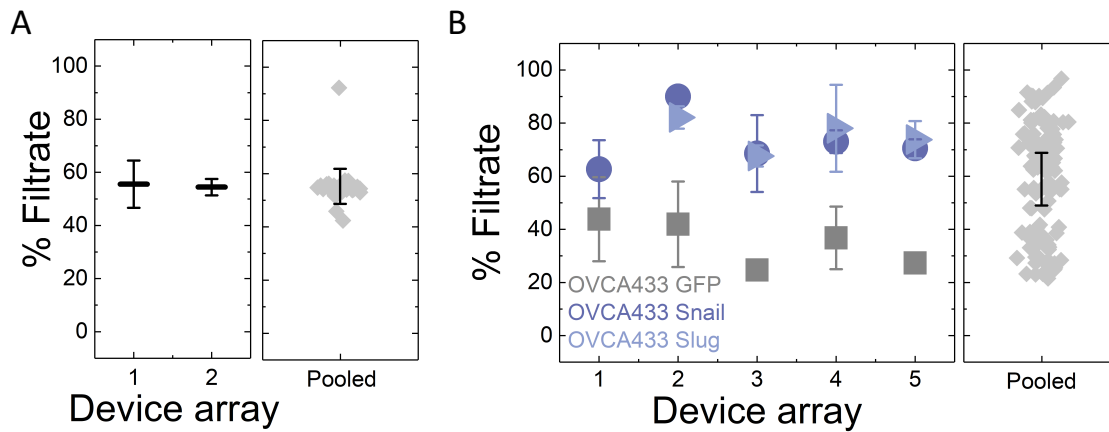 A
% Filtrate
100
80
60
40
20
0
1 2 Pooled
Device array
B
% Filtrate
100
80
60
40
20
0
OVCA433 GFP
OVCA433 Snail
OVCA433 Slug
1 2 3 4 5 Pooled
Device array